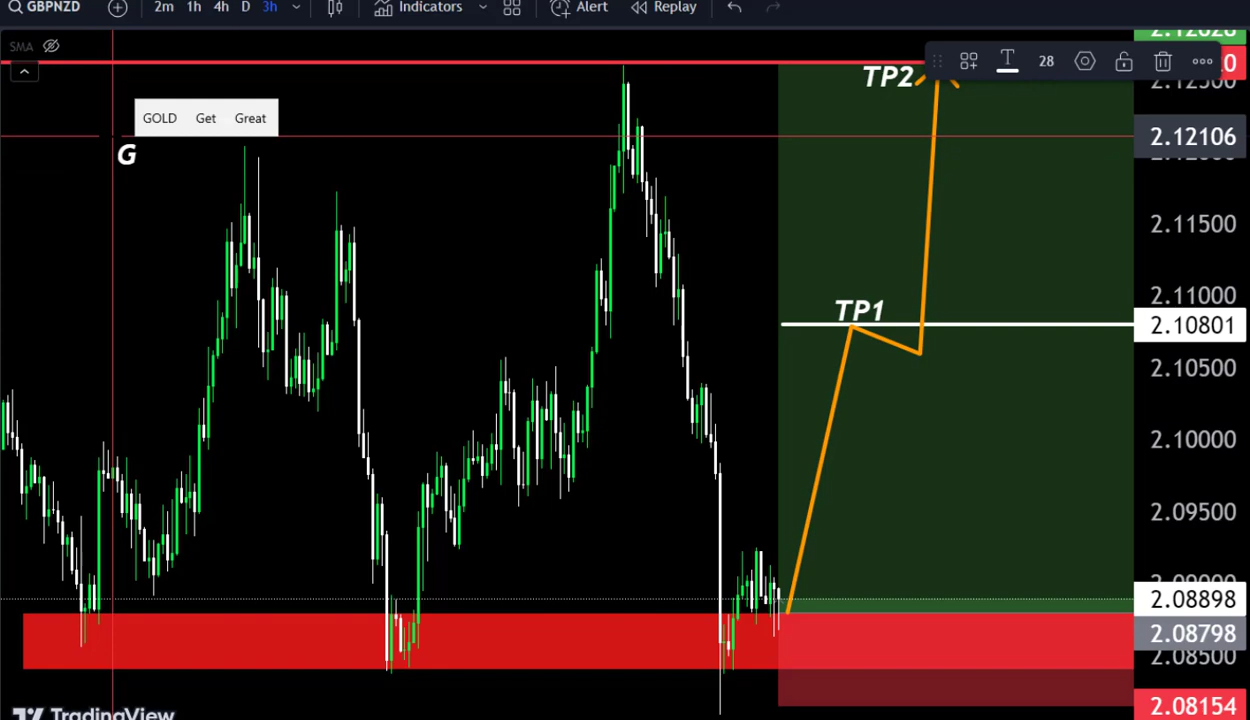 GBPNZD 2m 1h 4h D 3h Indicators Alert Replay
SMA
28
TP2
GOLD Get Great
G
TP1
2.12106
2.11500
2.11000
2.10801
2.10500
2.10000
2.09500
2.08898
2.08798
2.08500
2.08154
TradingView